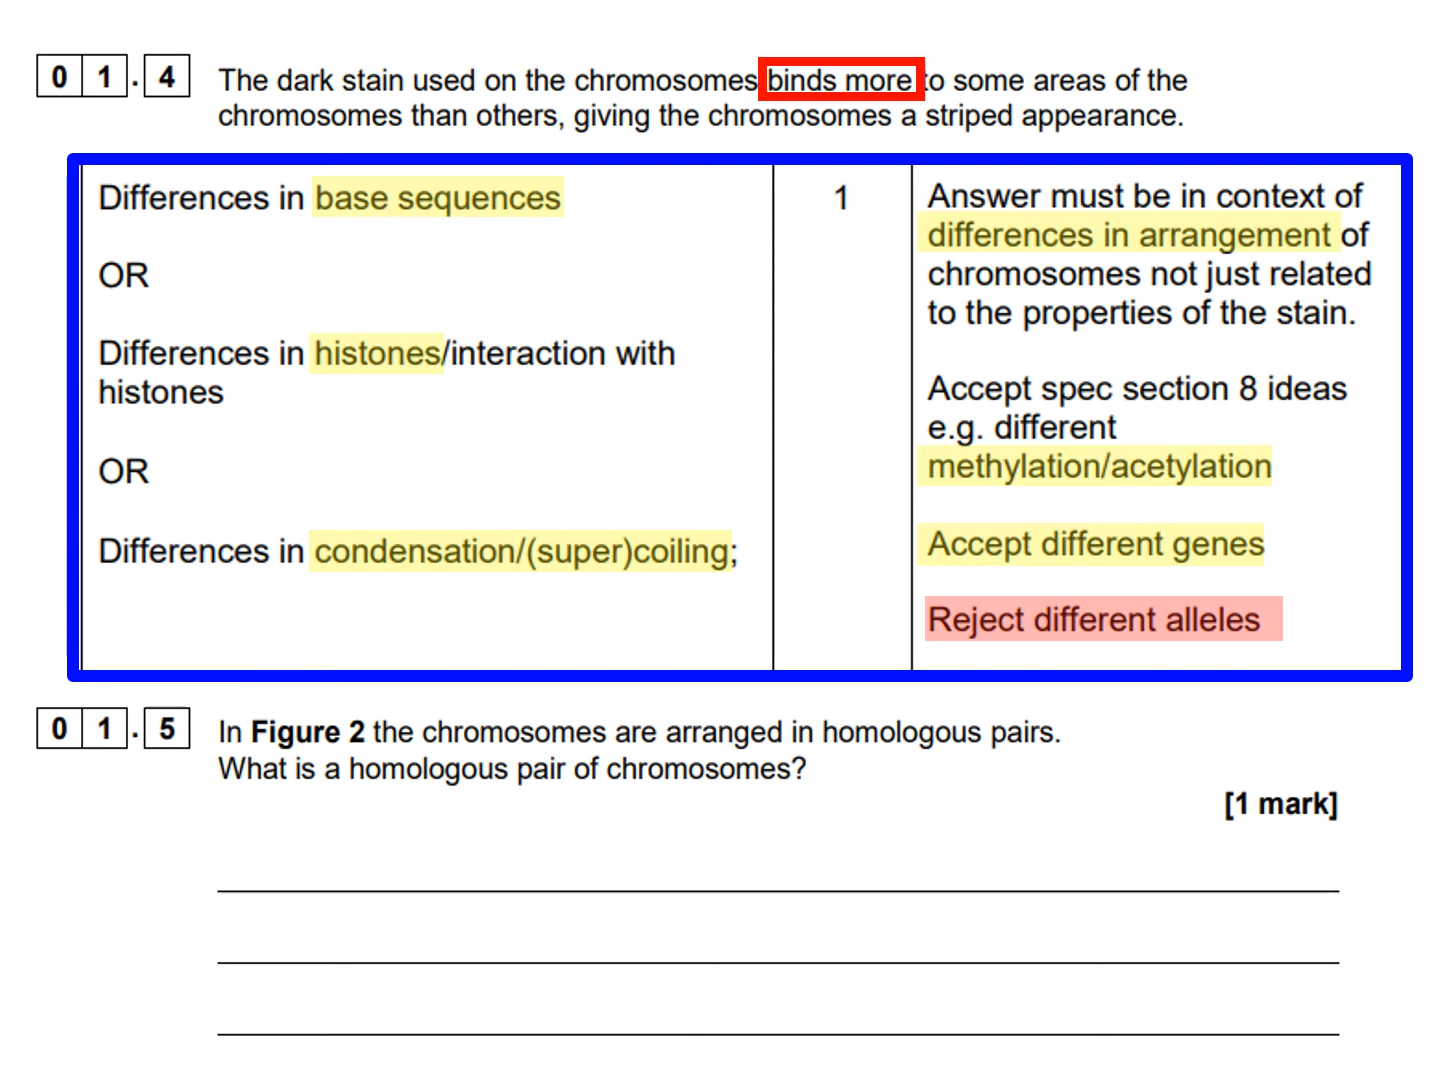 01.4 The dark stain used on the chromosomes binds more to some areas of the
chromosomes than others, giving the chromosomes a striped appearance.
Differences in base sequences
OR
Differences in histones/interaction with
histones
OR
Differences in condensation/(super)coiling;
1
Answer must be in context of
differences in arrangement of
chromosomes not just related
to the properties of the stain.
Accept spec section 8 ideas
e.g. different
methylation/acetylation
Accept different genes
Reject different alleles
01.5 In Figure 2 the chromosomes are arranged in homologous pairs.
What is a homologous pair of chromosomes?
[1 mark]